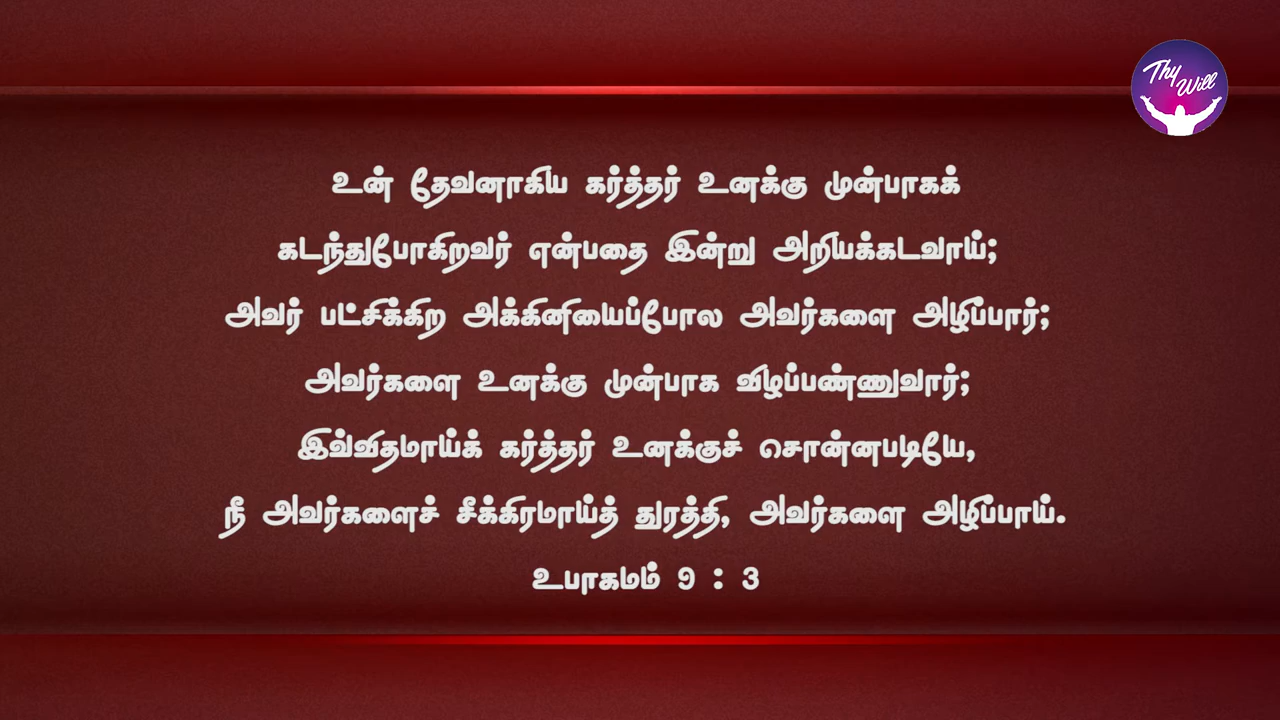 Thy
Will
உன் தேவனாகிய கர்த்தர் உனக்கு முன்பாகக்
கடந்துபோகிறவர் என்பதை இன்று அறியக்கடவாய்;
அவர் பட்சிக்கிற அக்கினியைப்போல அவர்களை அழிப்பார்;
அவர்களை உனக்கு முன்பாக விழப்பண்ணுவார்;
இவ்விதமாய்க் கர்த்தர் உனக்குச் சொன்னபடியே,
நீ அவர்களைச் சீக்கிரமாய்த் துரத்தி, அவர்களை அழிப்பாய்.
உபாகமம் 9 : 3